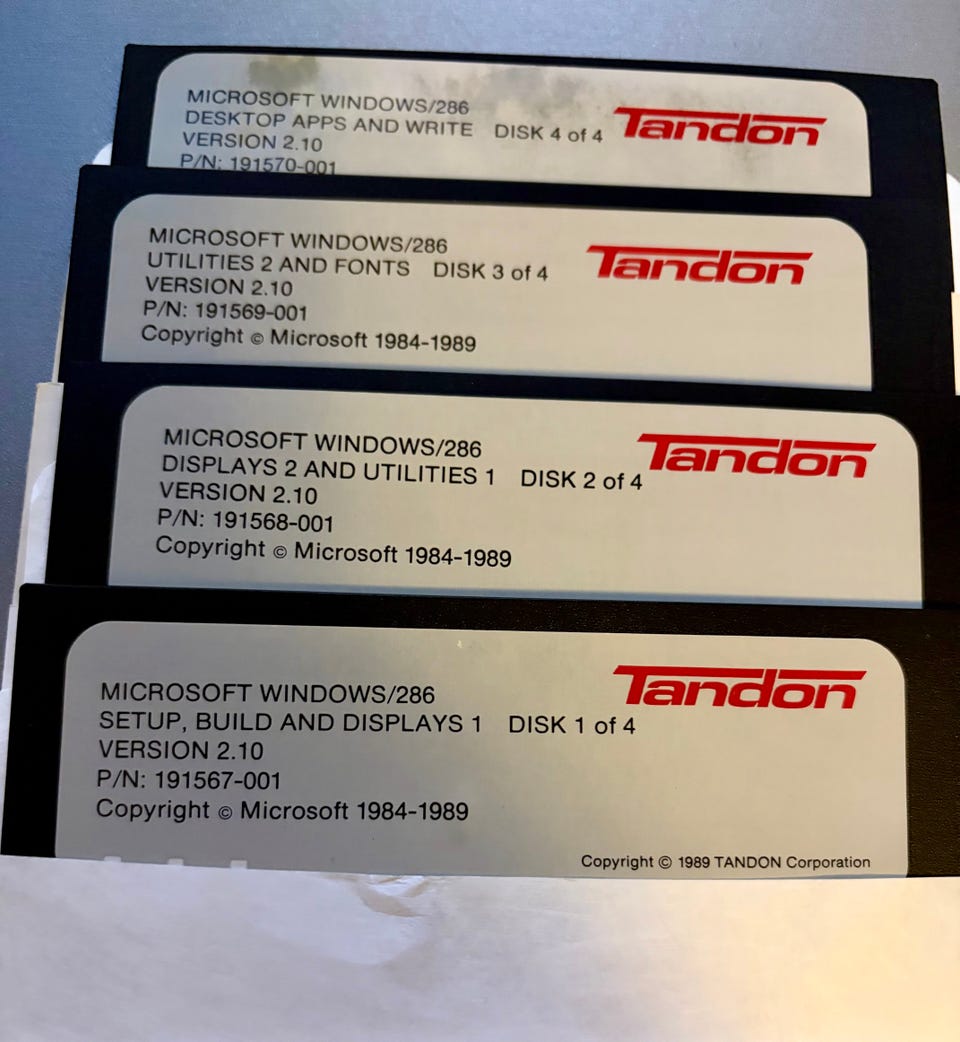 MICROSOFT WINDOWS/286
DESKTOP APPS AND WRITE DISK 4 of 4 Tandon
VERSION 2.10
P/N: 191570-001
MICROSOFT WINDOWS/286
UTILITIES 2 AND FONTS DISK 3 of 4 Tandon
VERSION 2.10
P/N: 191569-001
Copyright © Microsoft 1984-1989
MICROSOFT WINDOWS/286
DISPLAYS 2 AND UTILITIES 1 DISK 2 of 4 Tandon
VERSION 2.10
P/N: 191568-001
Copyright © Microsoft 1984-1989
MICROSOFT WINDOWS/286 Tandon
SETUP, BUILD AND DISPLAYS 1 DISK 1 of 4
VERSION 2.10
P/N: 191567-001
Copyright © Microsoft 1984-1989
Copyright © 1989 TANDON Corporation